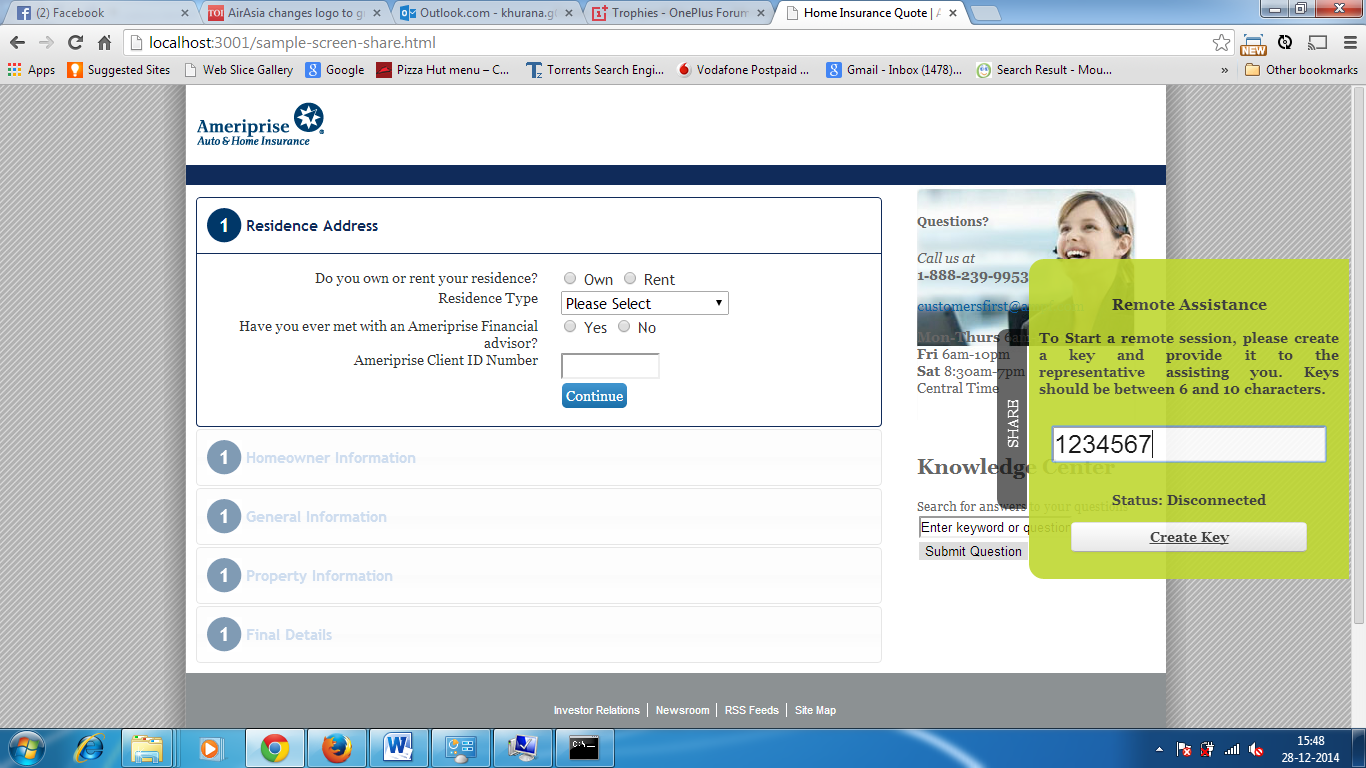 (2) Facebook
AirAsia changes logo to g
Outlook.com - khurana.g
Trophies - OnePlus Forum
Home Insurance Quote | A
localhost:3001/sample-screen-share.html
NEW
Apps
Suggested Sites
Web Slice Gallery
Google
Pizza Hut menu – C...
Torrents Search Engi...
Vodafone Postpaid ...
Gmail - Inbox (1478)...
Search Result - Mou...
»
Other bookmarks
Ameriprise
Auto & Home Insurance
1 Residence Address
Do you own or rent your residence? Own Rent
Residence Type Please Select
Have you ever met with an Ameriprise Financial
advisor? Yes No
Ameriprise Client ID Number
Continue
1 Homeowner Information
1 General Information
1 Property Information
1 Final Details
Questions?
Call us at
1-888-239-9953
customersfirst@
Mon-Thurs 6am
Fri 6am-10pm
Sat 8:30am-7pm
Central Time
Knowledge Center
Search for answers to your questions
Enter keyword or question
Submit Question
SHARE
Remote Assistance
To Start a remote session, please create
a key and provide it to the
representative assisting you. Keys
should be between 6 and 10 characters.
1234567
Status: Disconnected
Create Key
Investor Relations
Newsroom
RSS Feeds
Site Map
15:48
28-12-2014